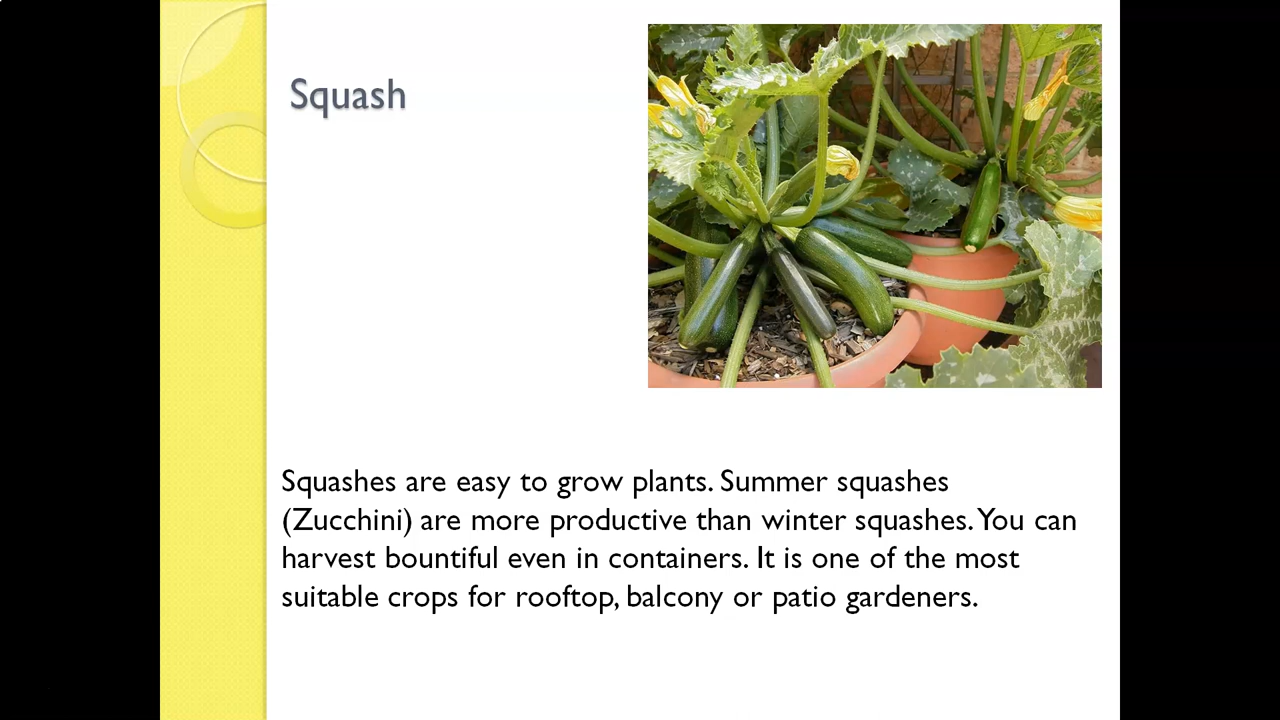 Squash
Squashes are easy to grow plants. Summer squashes
(Zucchini) are more productive than winter squashes. You can
harvest bountiful even in containers. It is one of the most
suitable crops for rooftop, balcony or patio gardeners.